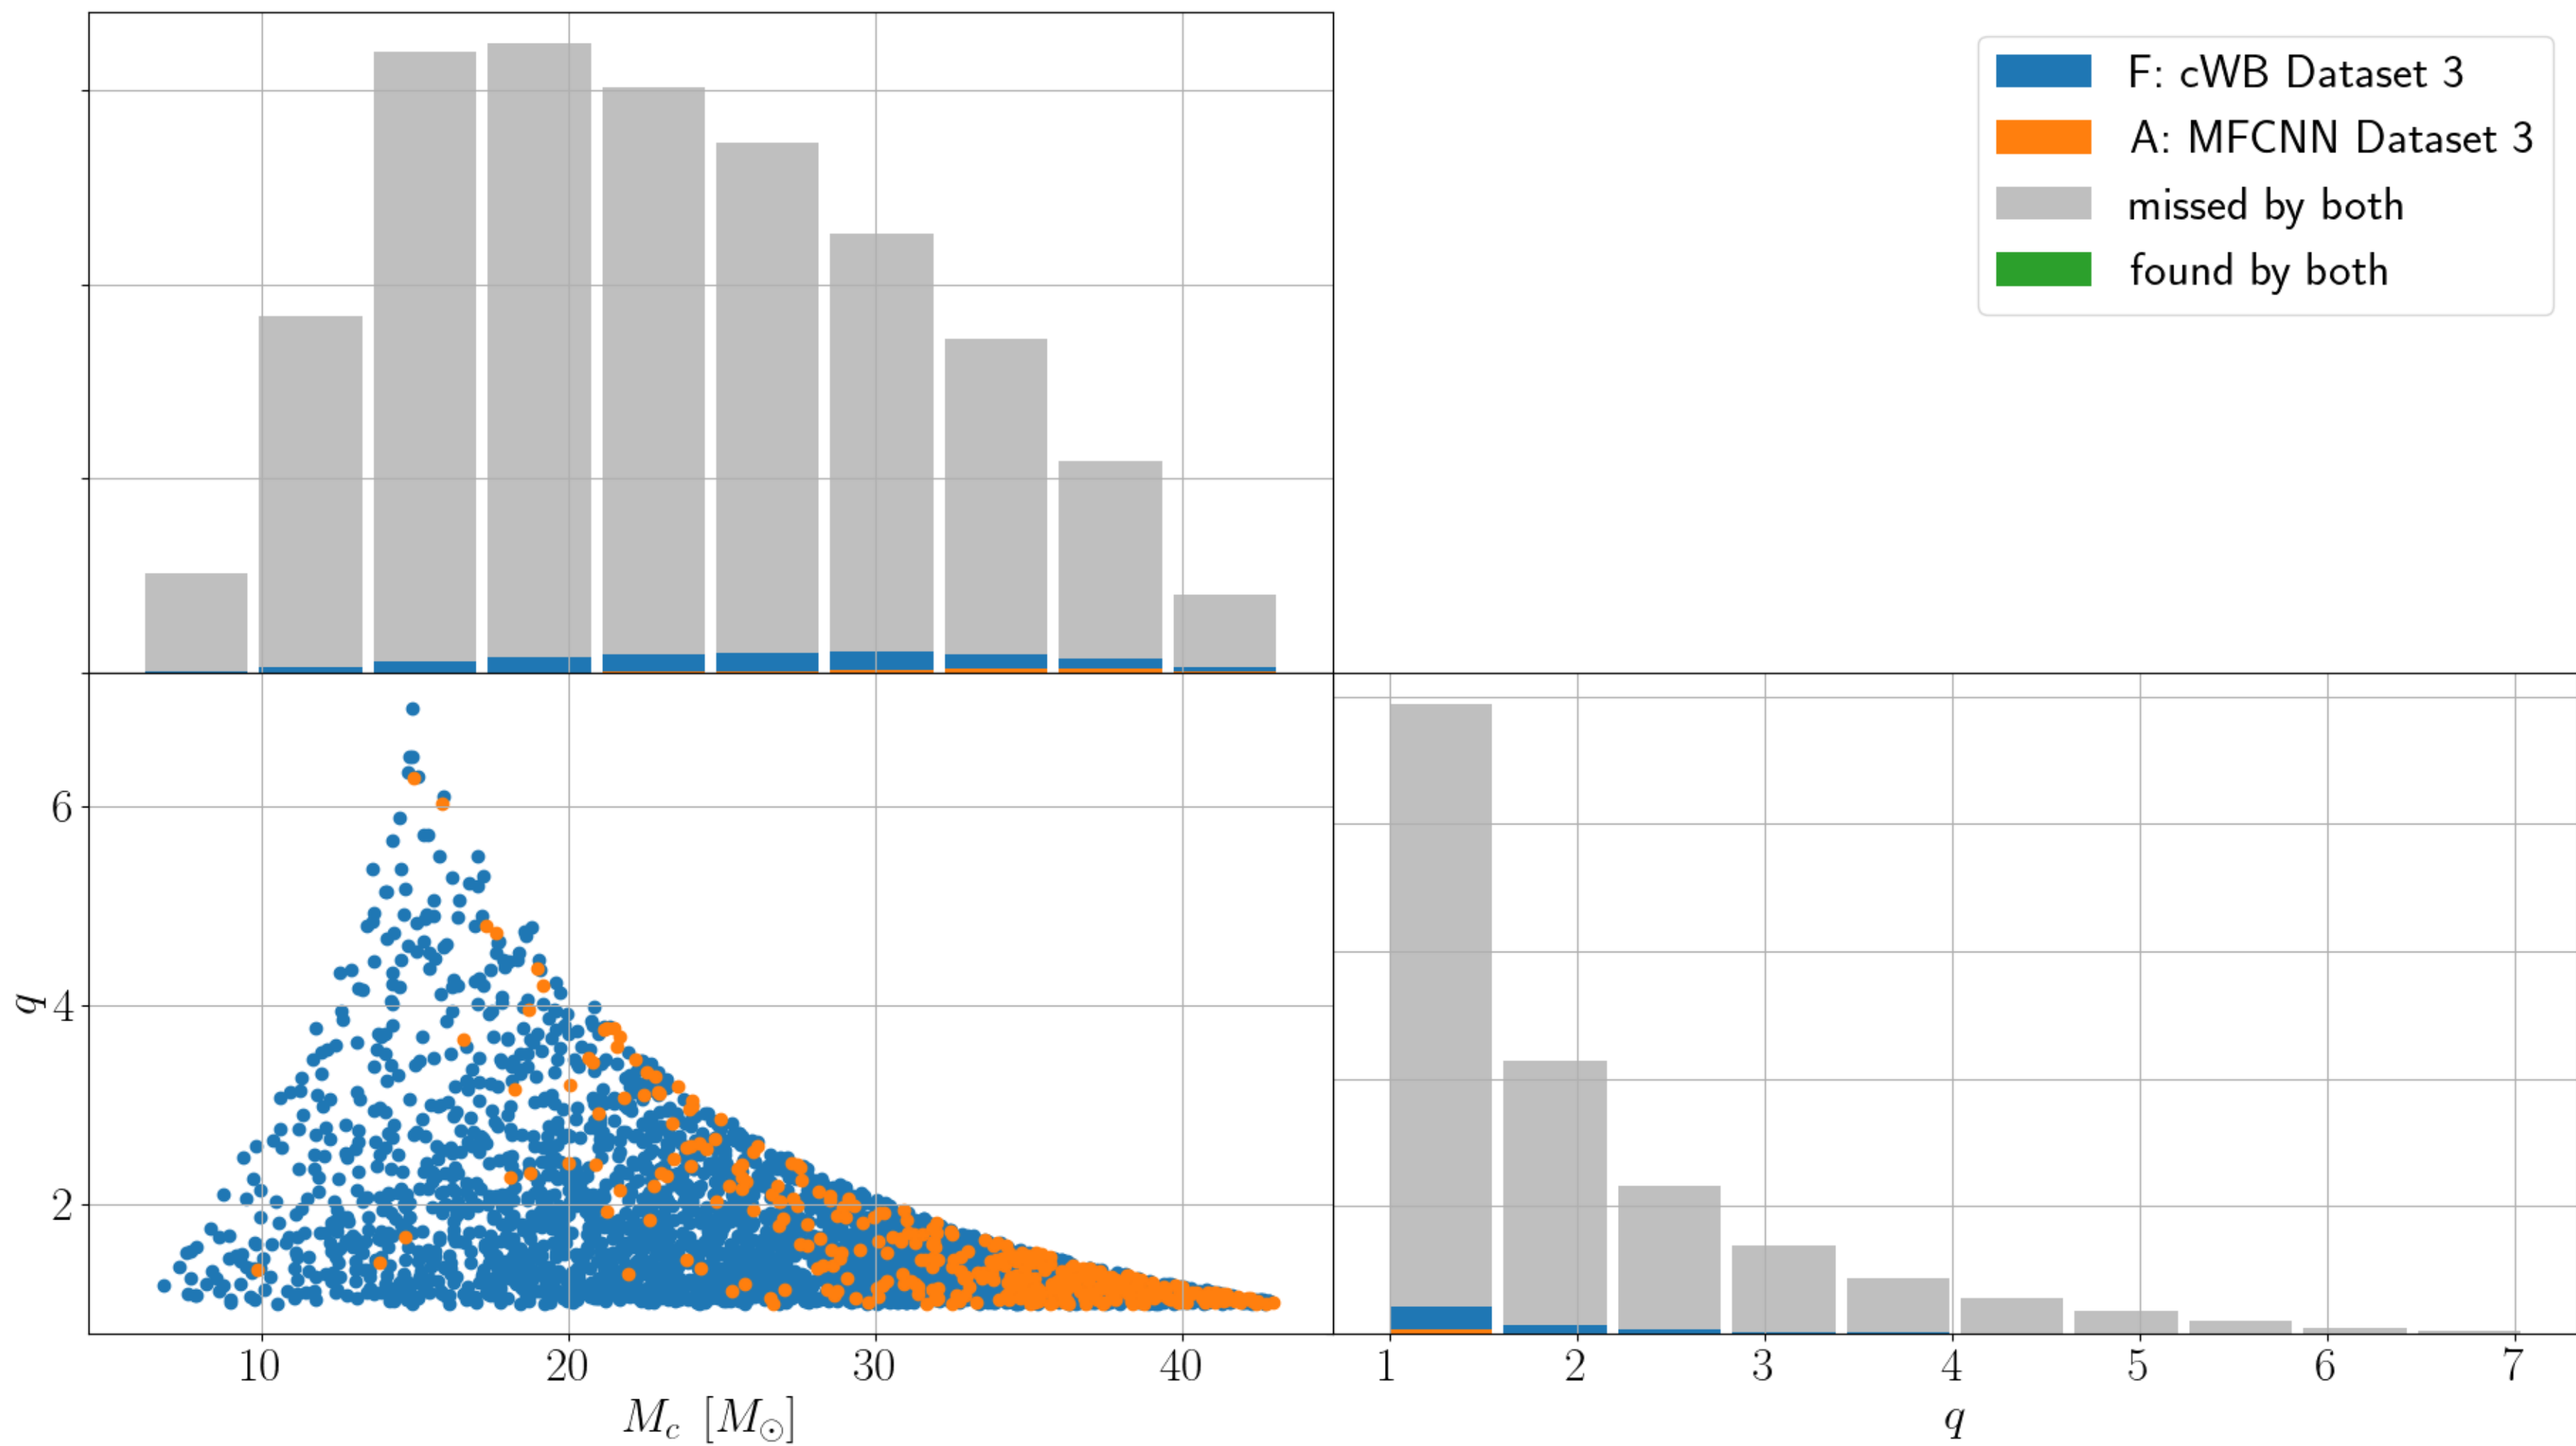 F: cWB Dataset 3
A: MFCNN Dataset 3
missed by both
found by both
6
4
2
q
10 20 30 40
M_c [M_⊙]
1 2 3 4 5 6 7
q